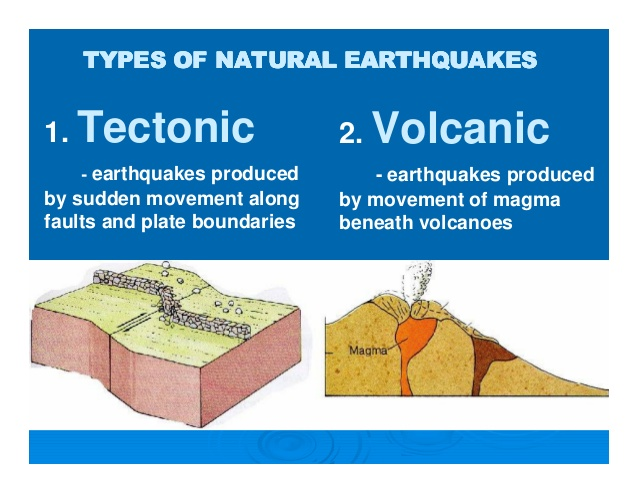 TYPES OF NATURAL EARTHQUAKES
1. Tectonic
- earthquakes produced
by sudden movement along
faults and plate boundaries
2. Volcanic
- earthquakes produced
by movement of magma
beneath volcanoes
Magma